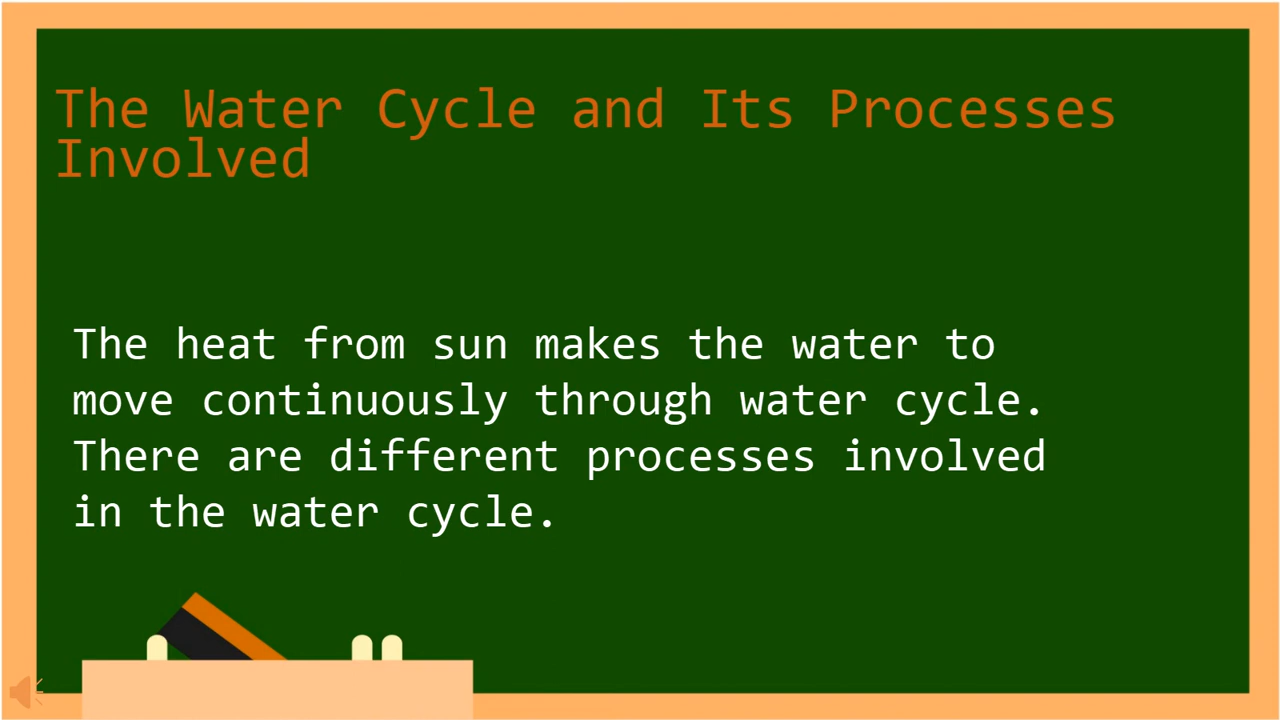 The Water Cycle and Its Processes
Involved
The heat from sun makes the water to
move continuously through water cycle.
There are different processes involved
in the water cycle.